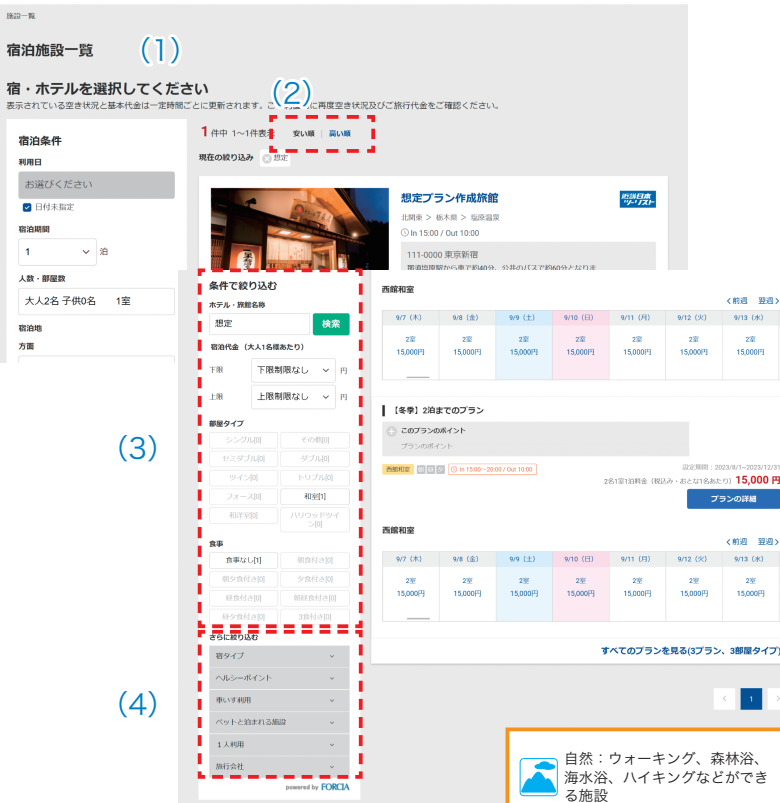 施設一覧
宿泊施設一覧
(1)
宿・ホテルを選択してください
(2)
表示されている空き状況と基本代金は一定時間ごとに更新されます。ご に再度空き状況及びご旅行代金をご確認ください。
宿泊条件
利用日
お選びください
日付未指定
宿泊期間
1 泊
人数・部屋数
大人2名 子供0名 1室
宿泊地
方面
1 件中 1~1件表示 安い順 | 高い順
現在の絞り込み 想定
想定プラン作成旅館
近畿日本ツーリスト
北関東 > 栃木県 > 塩原温泉
In 15:00 / Out 10:00
111-0000 東京新宿
(3)
条件で絞り込む
ホテル・旅館名称
想定 検索
宿泊代金 (大人1名様あたり)
下限 下限制限なし 円
上限 上限制限なし 円
部屋タイプ
シングル[0] その他[0]
セミダブル[0] ダブル[0]
ツイン[0] トリプル[0]
フォース[0] 和室[1]
和洋室[0] ハリウッドツイン[0]
食事
食事なし[1] 朝食付き[0]
朝夕食付き[0] 夕食付き[0]
昼食付き[0] 朝昼食付き[0]
昼夕食付き[0] 3食付き[0]
(4)
さらに絞り込む
宿タイプ
ヘルシーポイント
車いす利用
ペットと泊まれる施設
1人利用
旅行会社
powered by FORCIA
西館和室
<前週 翌週>
9/7 (木) 9/8 (金) 9/9 (土) 9/10 (日) 9/11 (月) 9/12 (火) 9/13 (水)
2室 2室 2室 2室 2室 2室 2室
15,000円 15,000円 15,000円 15,000円 15,000円 15,000円 15,000円
【冬季】2泊までのプラン
このプランのポイント
プランのポイント
西館和室 In 15:00~20:00 / Out 10:00
設定期間:2023/8/1~2023/12/31
2名1室1泊料金(税込み・おとな1名あたり) 15,000 円
プランの詳細
西館和室
<前週 翌週>
9/7 (木) 9/8 (金) 9/9 (土) 9/10 (日) 9/11 (月) 9/12 (火) 9/13 (水)
2室 2室 2室 2室 2室 2室 2室
15,000円 15,000円 15,000円 15,000円 15,000円 15,000円 15,000円
すべてのプランを見る(3プラン、3部屋タイプ)
< 1 >
自然:ウォーキング、森林浴、
海水浴、ハイキングなどができ
る施設